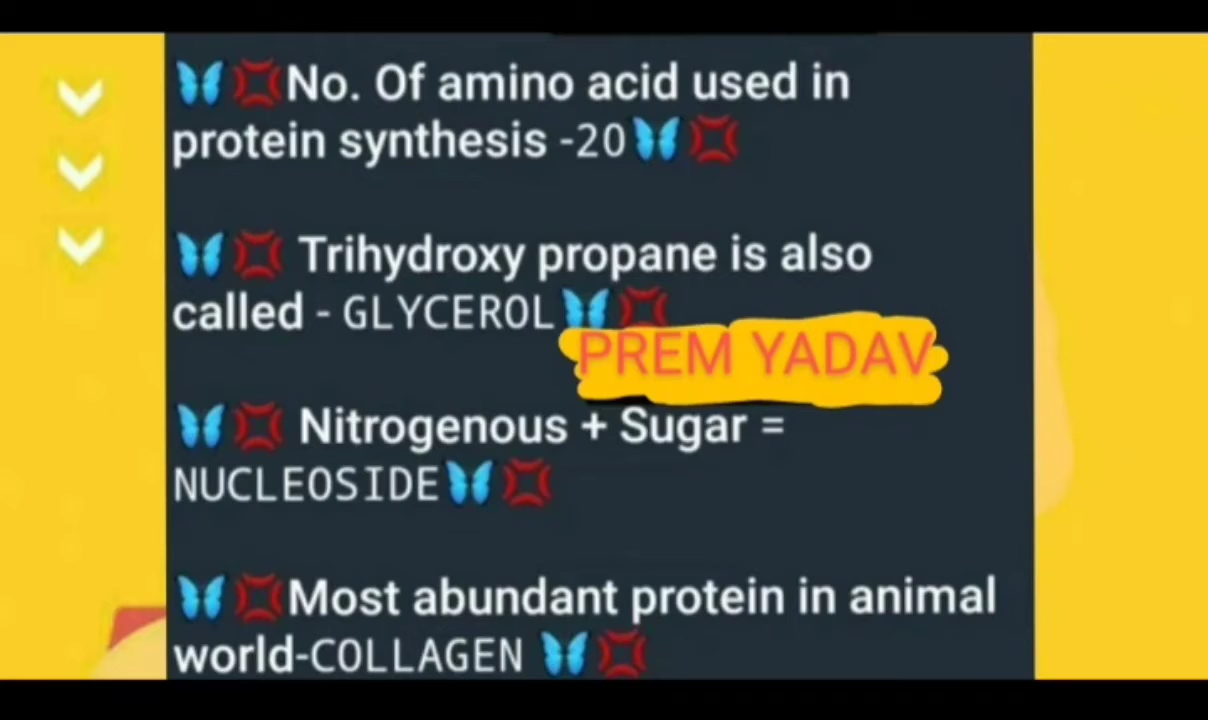 🦋💢No. Of amino acid used in
protein synthesis -20🦋💢
🦋💢 Trihydroxy propane is also
called - GLYCEROL🦋💢
PREM YADAV
🦋💢 Nitrogenous + Sugar =
NUCLEOSIDE🦋💢
🦋💢Most abundant protein in animal
world-COLLAGEN 🦋💢